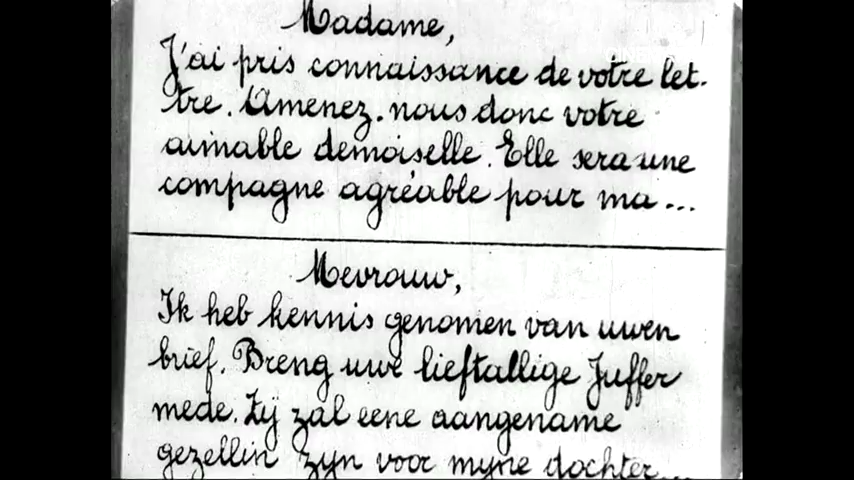 Madame,
J'ai pris connaissance de votre let-
tre. Amenez-nous donc votre
aimable demoiselle. Elle sera une
compagne agréable pour ma ...
Mevrouw,
Ik heb kennis genomen van uwen
brief. Breng uwe lieftallige Juffer
mede. Zij zal eene aangename
gezellin zyn voor myne dochter...